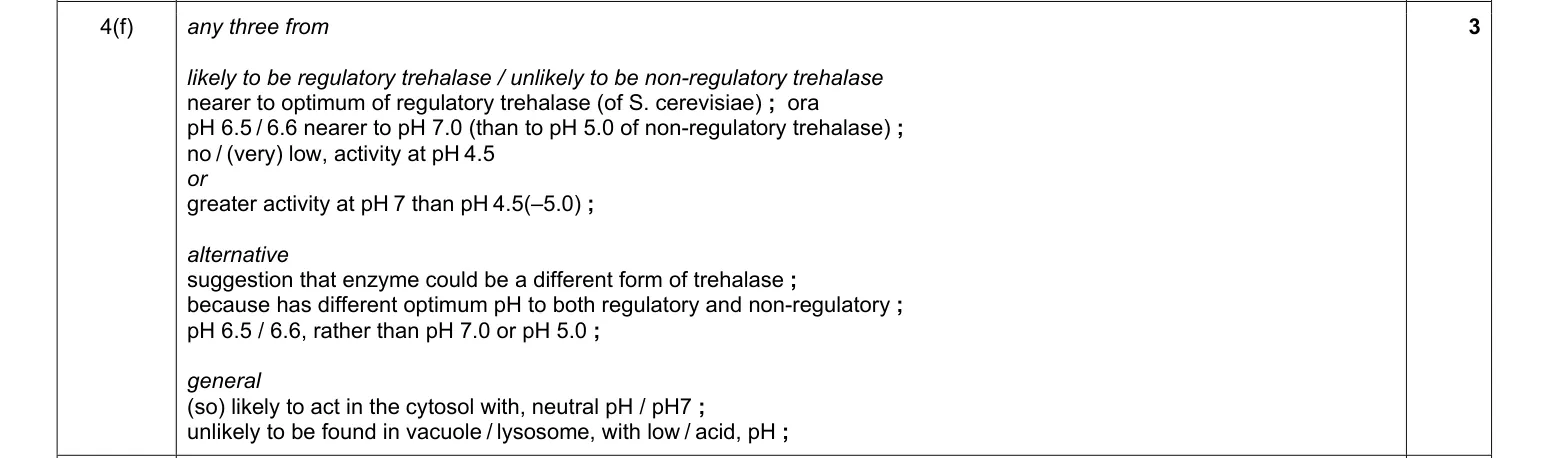 4(f) any three from 3
likely to be regulatory trehalase / unlikely to be non-regulatory trehalase
nearer to optimum of regulatory trehalase (of S. cerevisiae) ; ora
pH 6.5 / 6.6 nearer to pH 7.0 (than to pH 5.0 of non-regulatory trehalase) ;
no / (very) low, activity at pH 4.5
or
greater activity at pH 7 than pH 4.5(–5.0) ;
alternative
suggestion that enzyme could be a different form of trehalase ;
because has different optimum pH to both regulatory and non-regulatory ;
pH 6.5 / 6.6, rather than pH 7.0 or pH 5.0 ;
general
(so) likely to act in the cytosol with, neutral pH / pH7 ;
unlikely to be found in vacuole / lysosome, with low / acid, pH ;